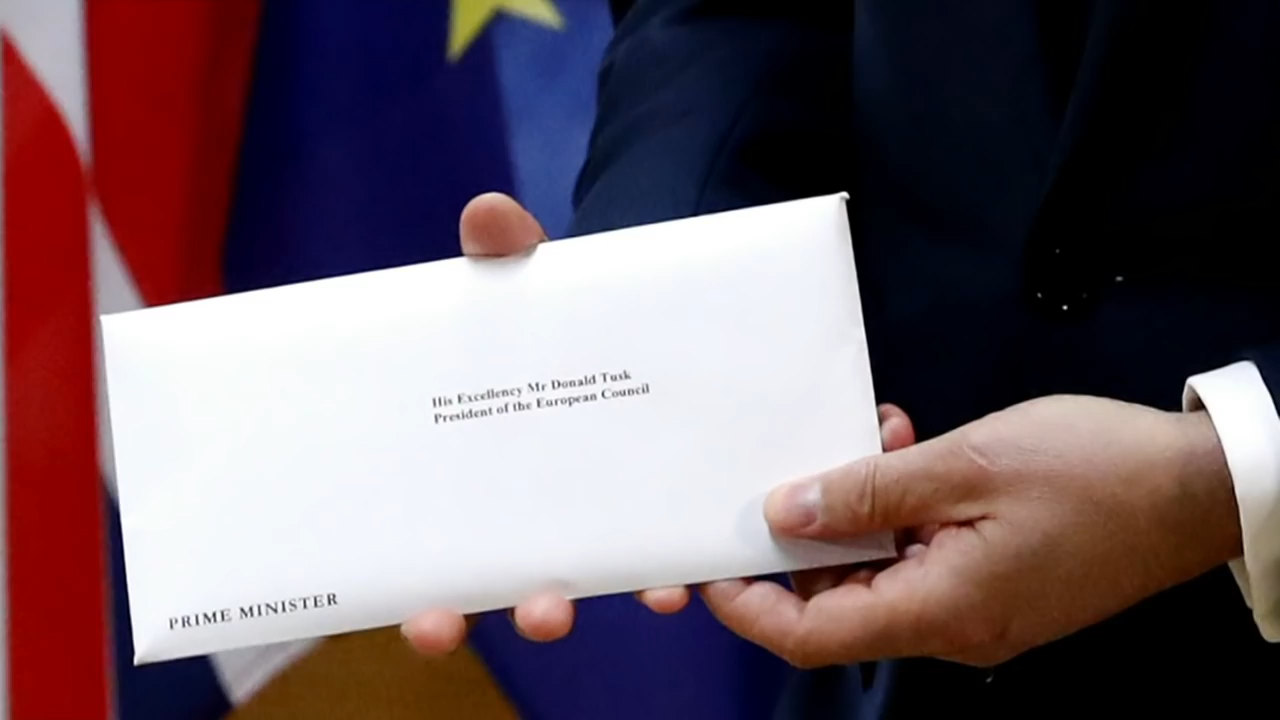 His Excellency Mr Donald Tusk
President of the European Council
PRIME MINISTER